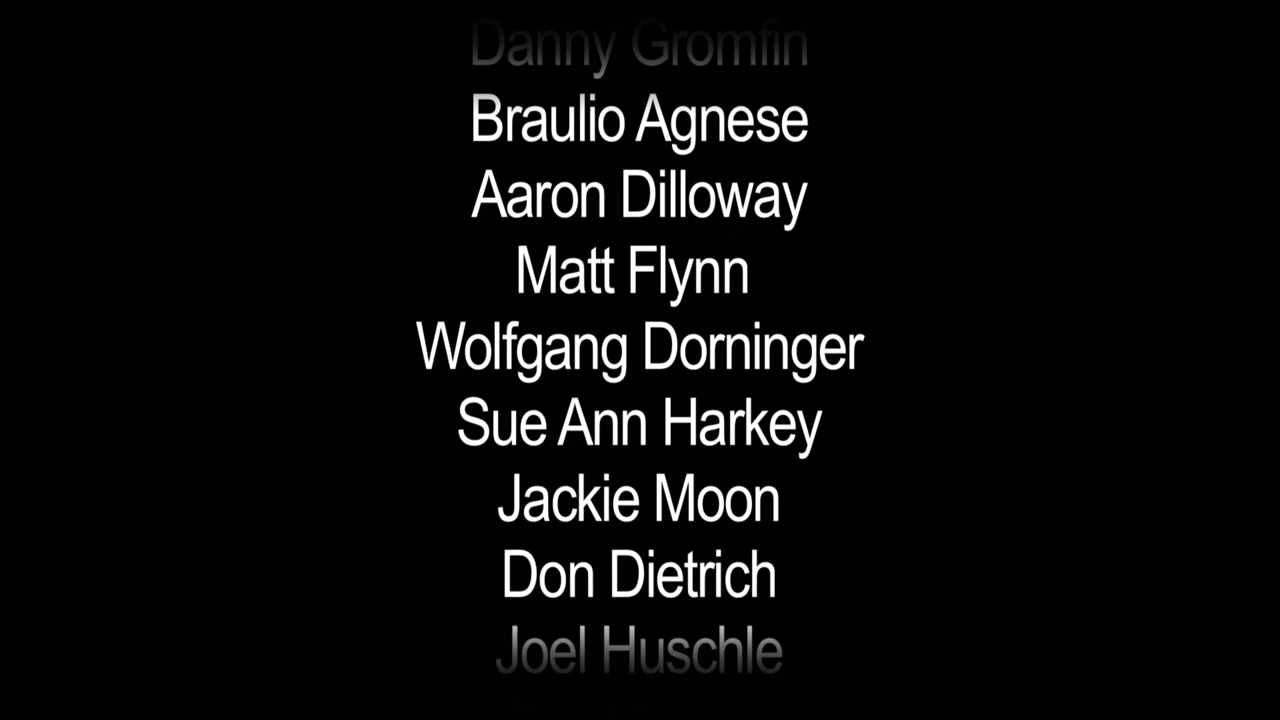 Danny Gromfin
Braulio Agnese
Aaron Dilloway
Matt Flynn
Wolfgang Dorninger
Sue Ann Harkey
Jackie Moon
Don Dietrich
Joel Huschle